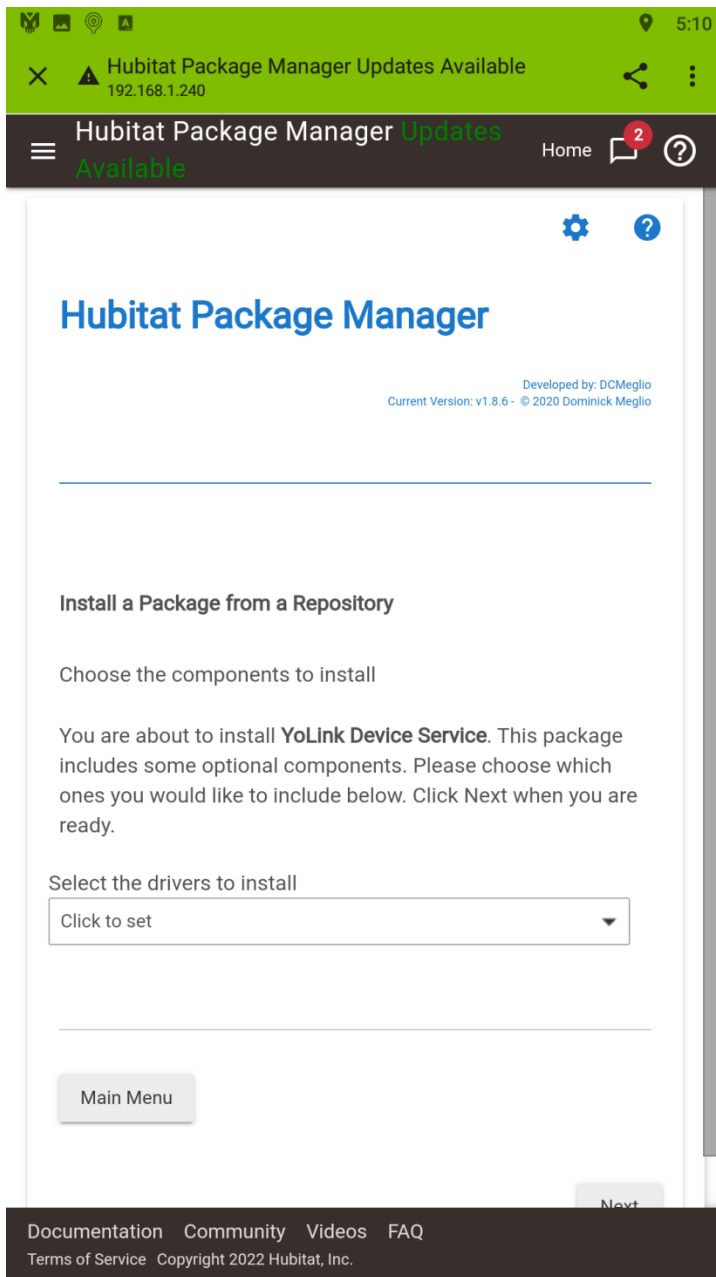 5:10
Hubitat Package Manager Updates Available
192.168.1.240
Hubitat Package Manager Updates
Available
Home
2
Hubitat Package Manager
Developed by: DCMeglio
Current Version: v1.8.6 - © 2020 Dominick Meglio
Install a Package from a Repository
Choose the components to install
You are about to install YoLink Device Service. This package
includes some optional components. Please choose which
ones you would like to include below. Click Next when you are
ready.
Select the drivers to install
Click to set
Main Menu
Next
Documentation Community Videos FAQ
Terms of Service Copyright 2022 Hubitat, Inc.